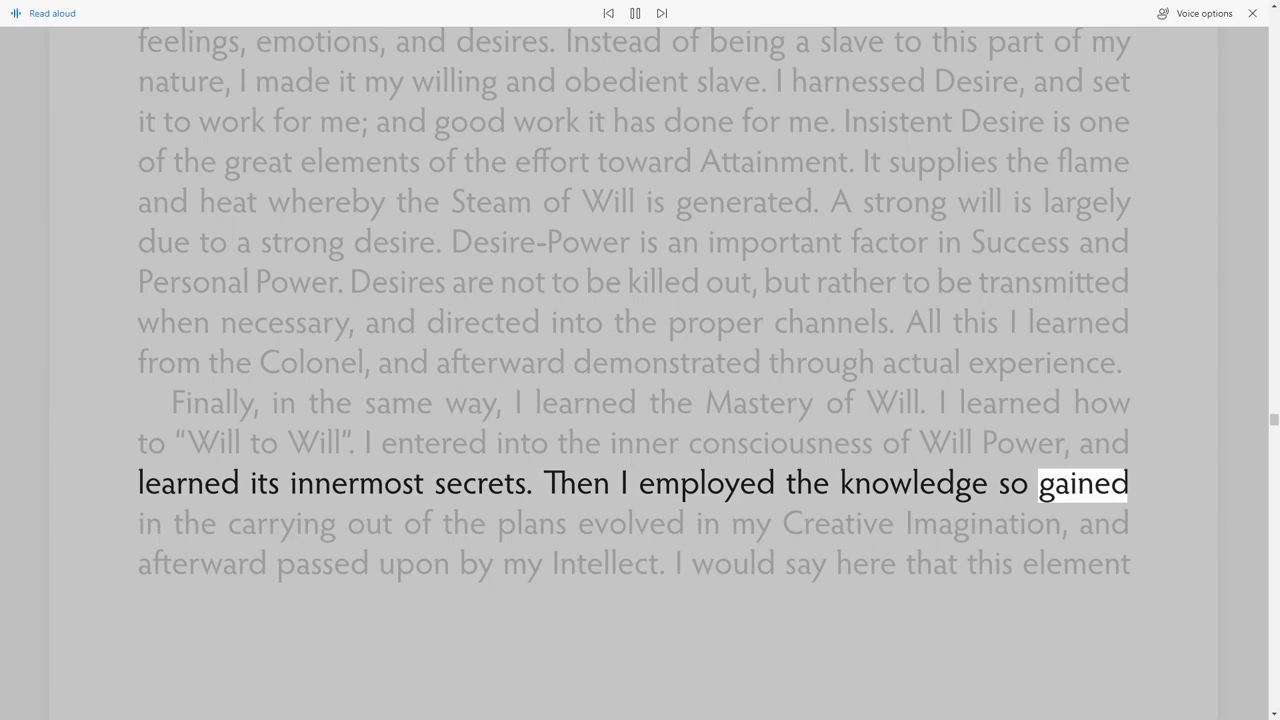 Read aloud
Voice options
feelings, emotions, and desires. Instead of being a slave to this part of my
nature, I made it my willing and obedient slave. I harnessed Desire, and set
it to work for me; and good work it has done for me. Insistent Desire is one
of the great elements of the effort toward Attainment. It supplies the flame
and heat whereby the Steam of Will is generated. A strong will is largely
due to a strong desire. Desire-Power is an important factor in Success and
Personal Power. Desires are not to be killed out, but rather to be transmitted
when necessary, and directed into the proper channels. All this I learned
from the Colonel, and afterward demonstrated through actual experience.
Finally, in the same way, I learned the Mastery of Will. I learned how
to “Will to Will”. I entered into the inner consciousness of Will Power, and
learned its innermost secrets. Then I employed the knowledge so gained
in the carrying out of the plans evolved in my Creative Imagination, and
afterward passed upon by my Intellect. I would say here that this element